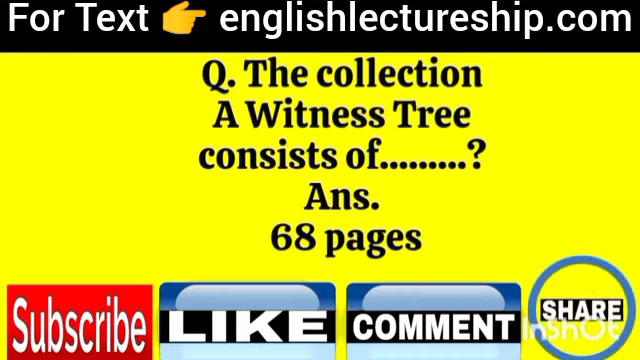 For Text 👉 englishlectureship.com
Q. The collection
A Witness Tree
consists of.........?
Ans.
68 pages
Subscribe
LIKE
COMMENT
SHARE
InShOt